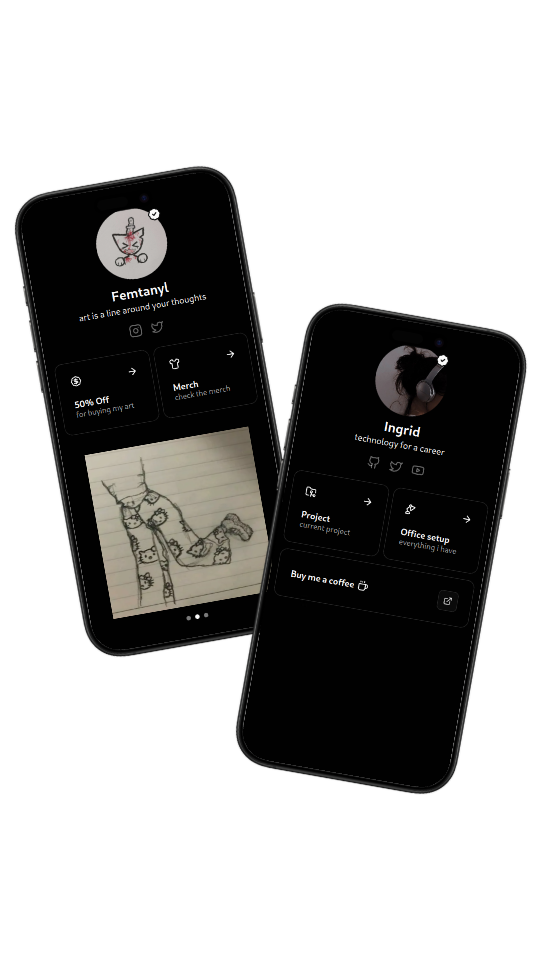 Femtanyl
art is a line around your thoughts
50% Off
for buying my art
Merch
check the merch
Ingrid
technology for a career
Project
current project
Office setup
everything i have
Buy me a coffee